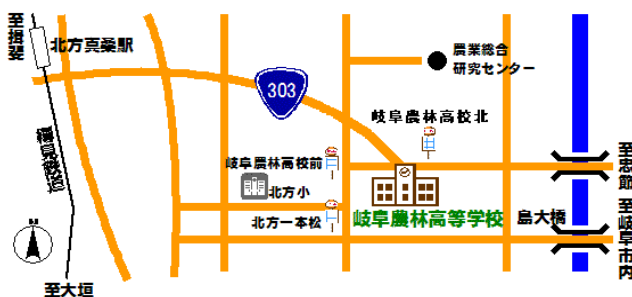 至揖斐
北方真桑駅
農業総合
研究センター
303
岐阜農林高校北
樽見鉄道
岐阜農林高校前
北方小
至忠節
岐阜農林高等学校
島大橋
北方一本松
至岐阜市内
至大垣